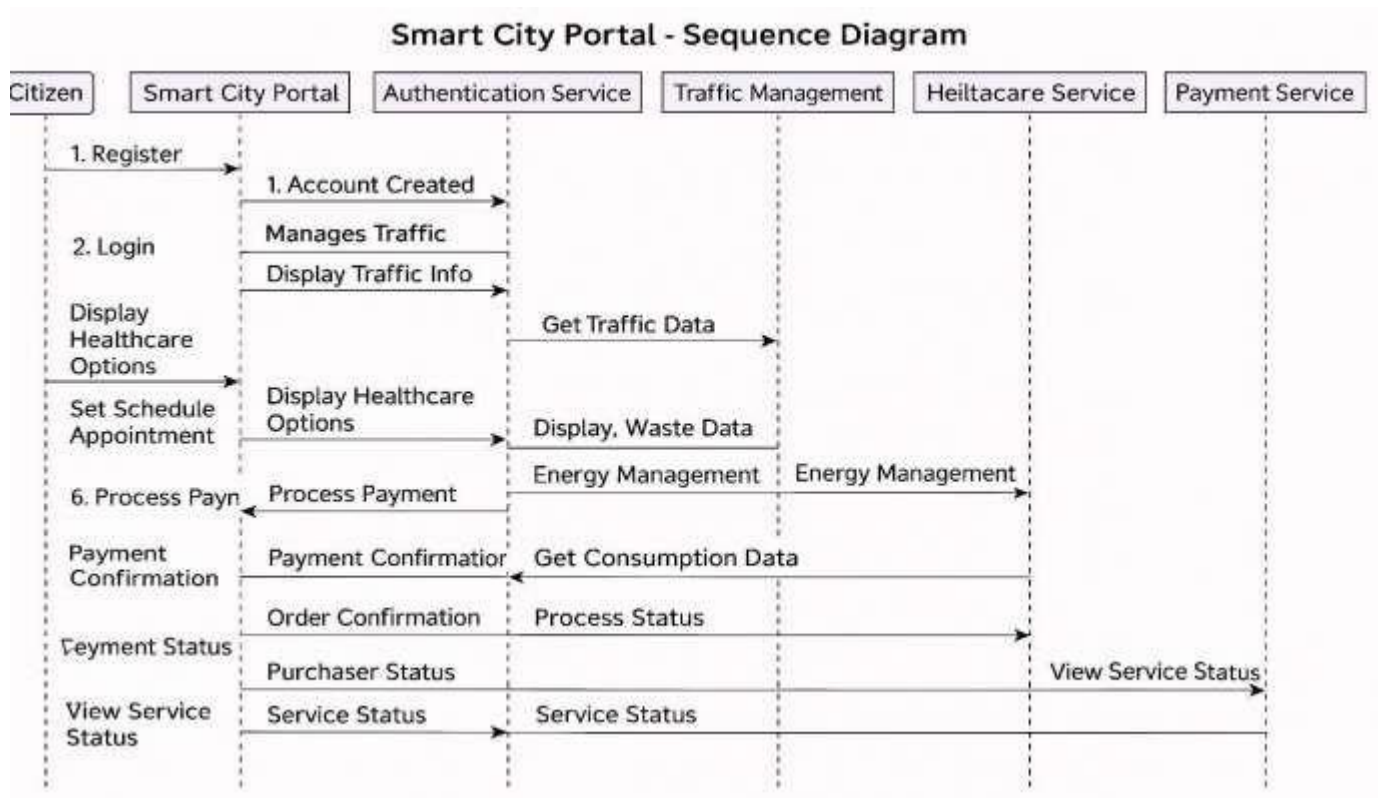 Smart City Portal - Sequence Diagram
Citizen
Smart City Portal
Authentication Service
Traffic Management
Heiltacare Service
Payment Service
1. Register
1. Account Created
2. Login
Manages Traffic
Display Traffic Info
Display
Healthcare
Options
Get Traffic Data
Set Schedule
Appointment
Display Healthcare
Options
Display, Waste Data
Energy Management
Energy Management
6. Process Payn
Process Payment
Payment
Confirmation
Payment Confirmation
Get Consumption Data
Order Confirmation
Process Status
Teyment Status
Purchaser Status
View Service Status
View Service
Status
Service Status
Service Status